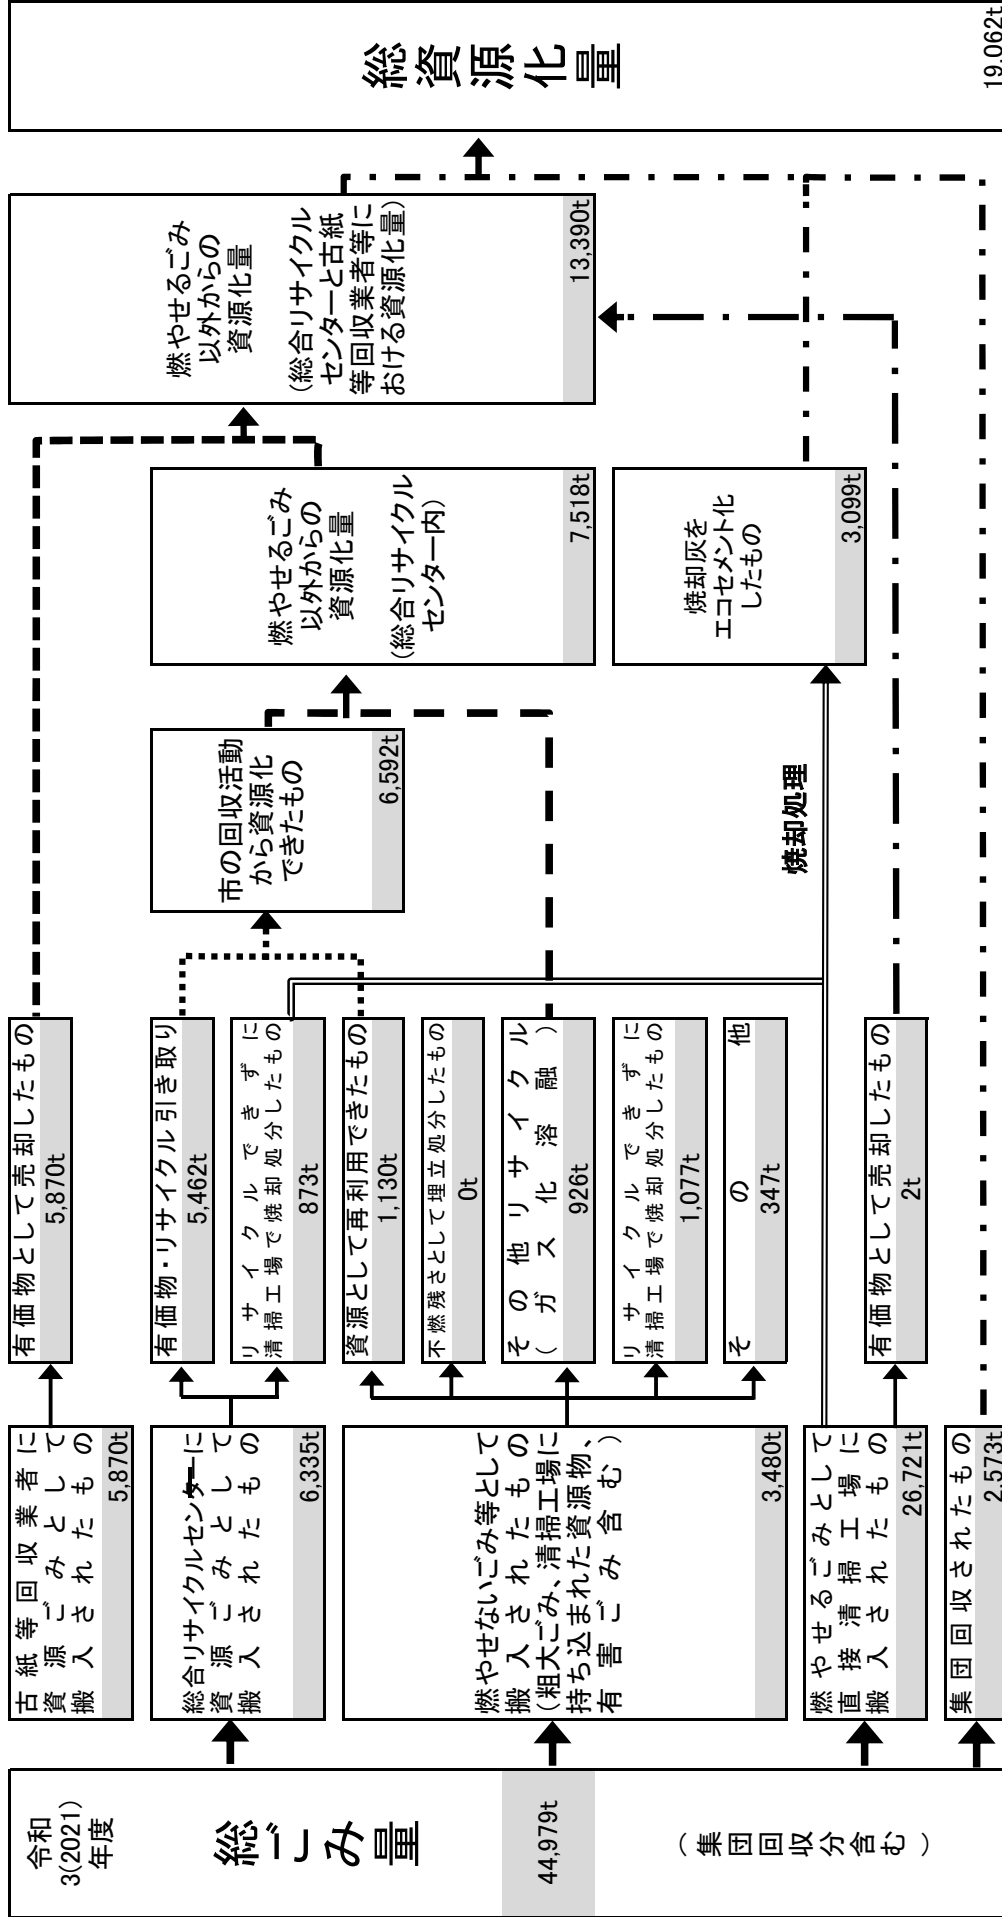 令和
3(2021)
年度
総ごみ量
44,979t
（集団回収分含む）
古紙等回収業者に
資源ごみとして
搬入されたもの
5,870t
総合リサイクルセンターに
資源ごみとして
搬入されたもの
6,335t
燃やせないごみ等として
搬入されたもの
(粗大ごみ、清掃工場に
持ち込まれた資源物、
有害ごみ含む）
3,480t
燃やせるごみとして
直接清掃工場に
搬入されたもの
26,721t
集団回収されたもの
2,573t
有価物として売却したもの
5,870t
有価物・リサイクル引き取り
5,462t
リサイクルできずに
清掃工場で焼却処分したもの
873t
資源として再利用できたもの
1,130t
不燃残さとして埋立処分したもの
0t
その他リサイクル
（ガス化溶融）
926t
リサイクルできずに
清掃工場で焼却処分したもの
1,077t
その他
347t
有価物として売却したもの
2t
市の回収活動
から資源化
できたもの
6,592t
焼却処理
燃やせるごみ
以外からの
資源化量
(総合リサイクル
センター内)
7,518t
焼却灰を
エコセメント化
したもの
3,099t
燃やせるごみ
以外からの
資源化量
(総合リサイクル
センターと古紙
等回収業者等に
おける資源化量)
13,390t
総資源化量
19,062t